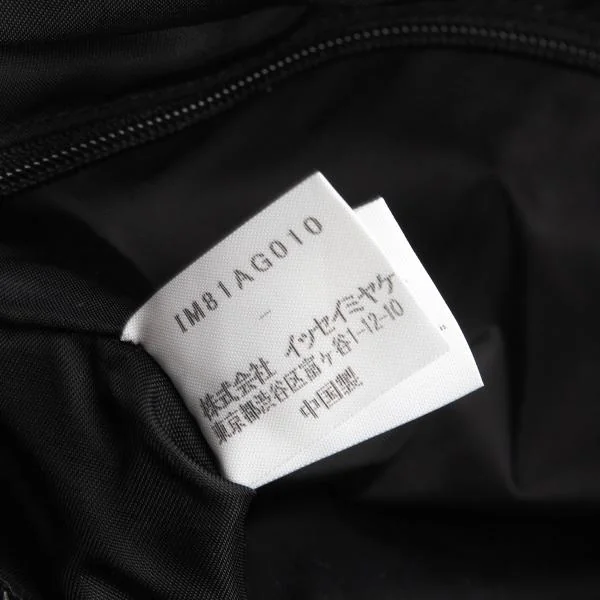 IM81AG010
-
株式会社 イッセイミヤケ
東京都渋谷区富ヶ谷1-12-10
中国製